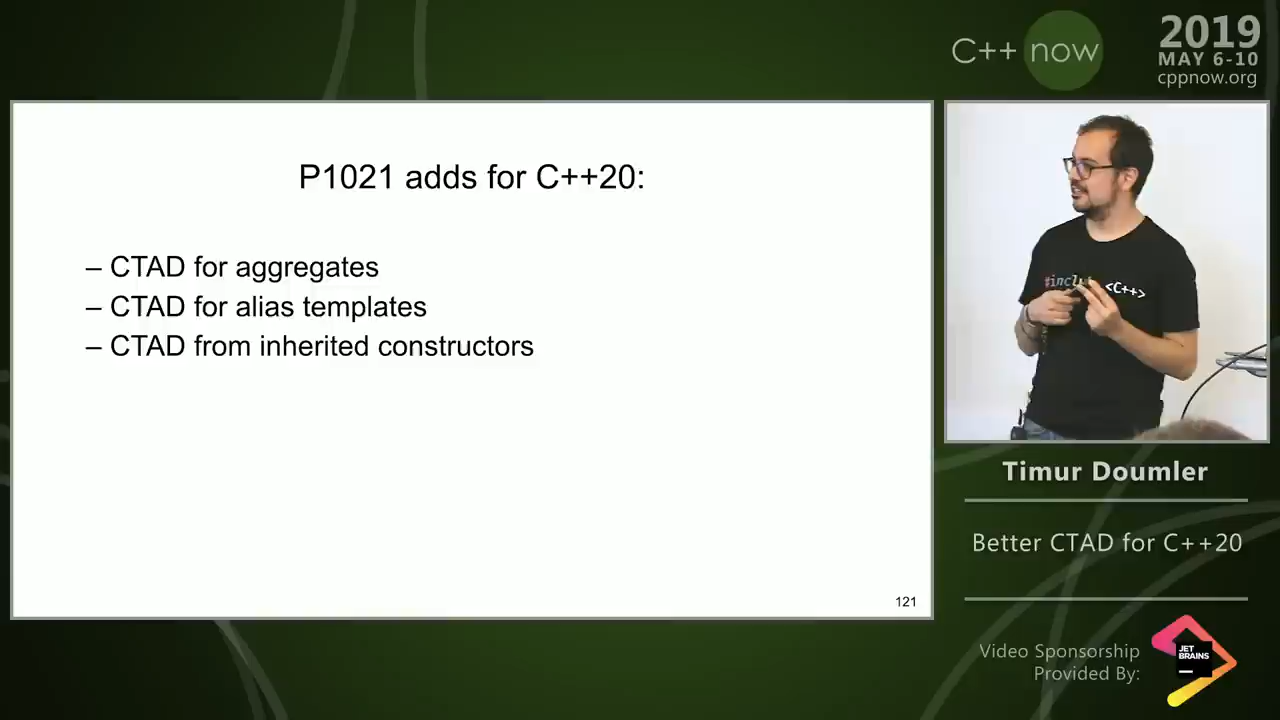 C++ now
2019
MAY 6-10
cppnow.org
P1021 adds for C++20:
– CTAD for aggregates
– CTAD for alias templates
– CTAD from inherited constructors
121
#inclu <C++>
Timur Doumler
Better CTAD for C++20
Video Sponsorship
Provided By:
JET
BRAINS